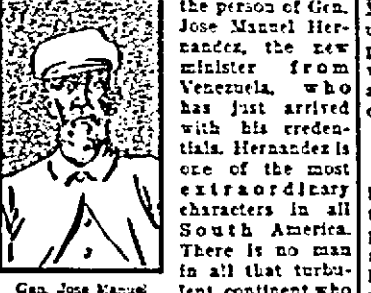 the person of Gen.
Jose Manuel Her-
nandez, the new
minister from
Venezuela, who
has just arrived
with his creden-
tials. Hernandez is
one of the most
extraordinary
characters in all
South America.
There is no man
in all that turbu-
lent continent who
Gen. Jose Manuel